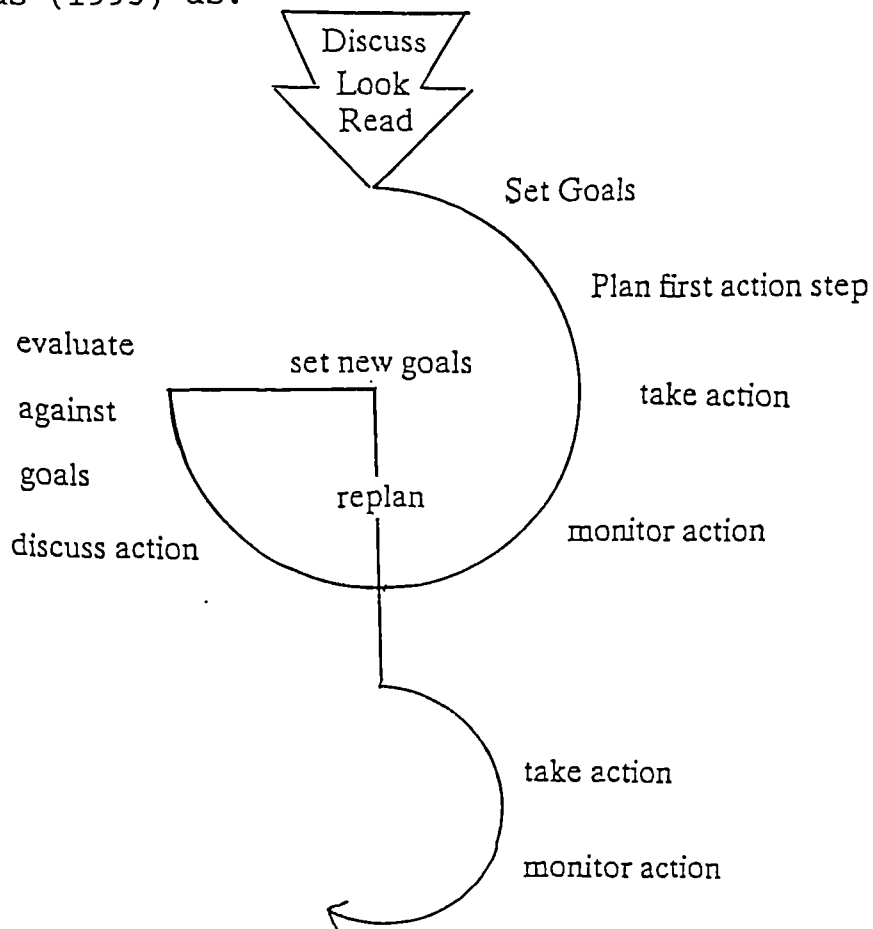 as (1993) as:
Discuss
Look
Read
Set Goals
Plan first action step
take action
monitor action
discuss action
evaluate
against
goals
set new goals
replan
take action
monitor action